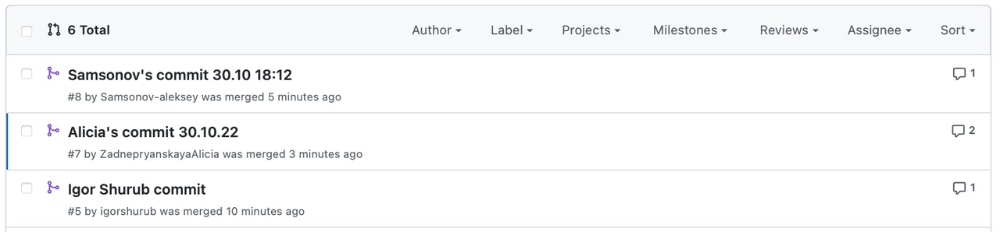 6 Total Author Label Projects Milestones Reviews Assignee Sort
Samsonov's commit 30.10 18:12 1
#8 by Samsonov-aleksey was merged 5 minutes ago
Alicia's commit 30.10.22 2
#7 by ZadnepryanskayaAlicia was merged 3 minutes ago
Igor Shurub commit 1
#5 by igorshurub was merged 10 minutes ago